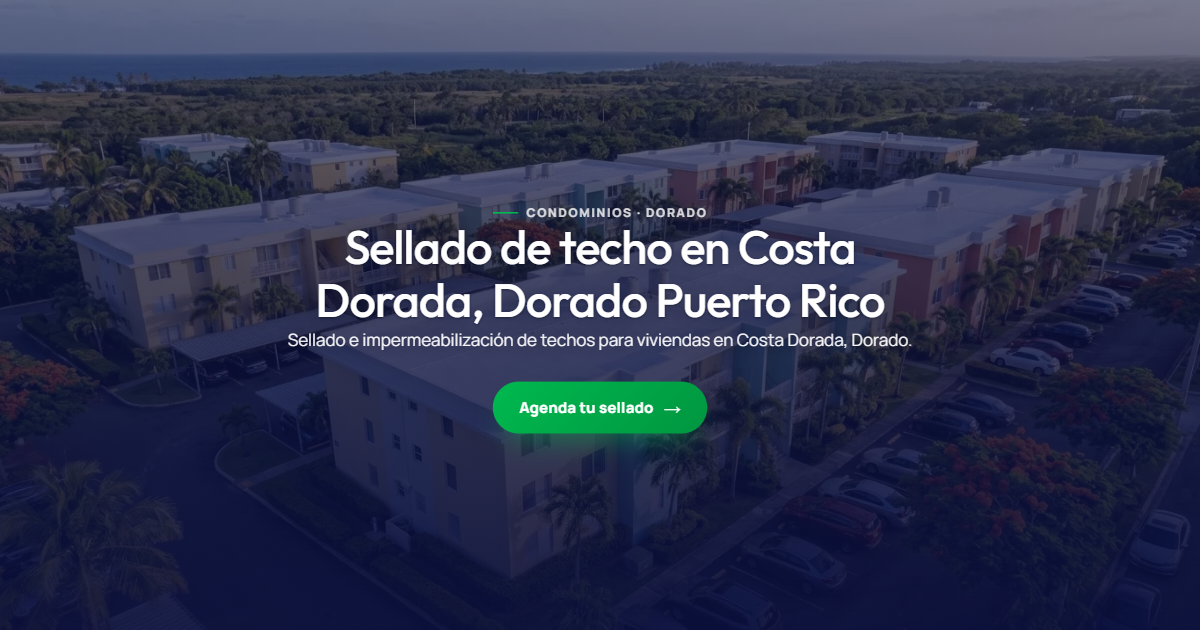 CONDOMINIOS · DORADO
Sellado de techo en Costa
Dorada, Dorado Puerto Rico
Sellado e impermeabilización de techos para viviendas en Costa Dorada, Dorado.
Agenda tu sellado →